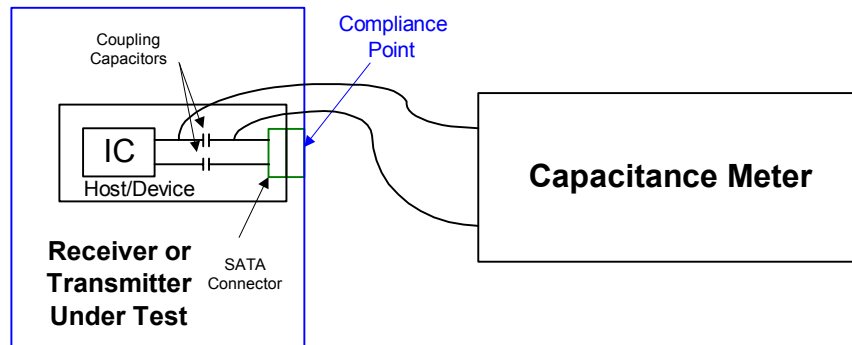 Coupling
Capacitors
Compliance
Point
IC
Host/Device
Capacitance Meter
Receiver or
Transmitter
Under Test
SATA
Connector